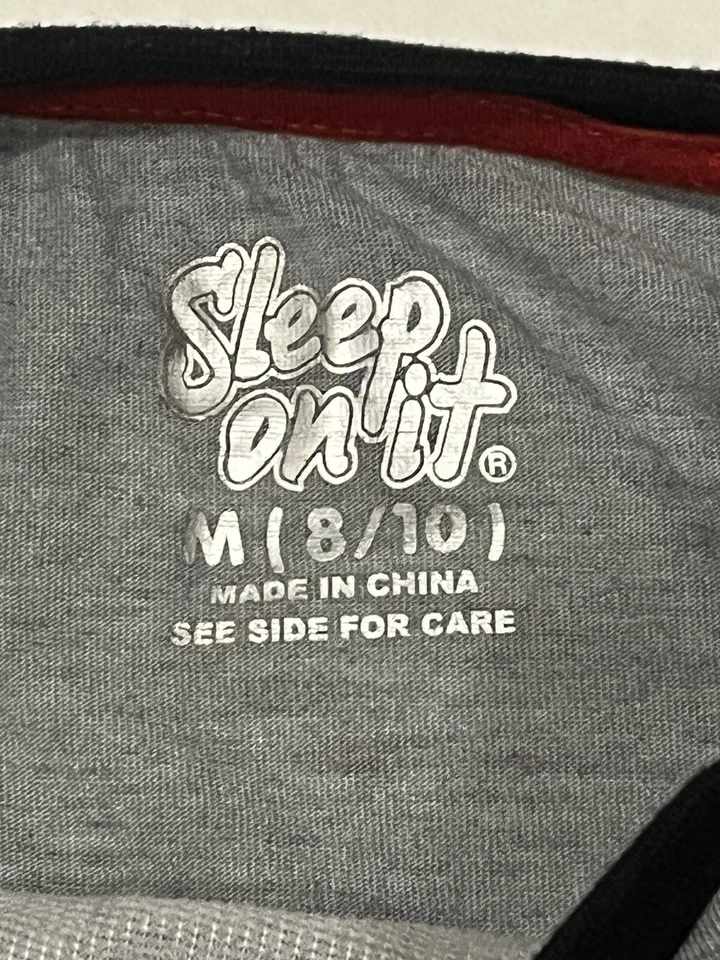 Sleep
on it®
M (8/10)
MADE IN CHINA
SEE SIDE FOR CARE